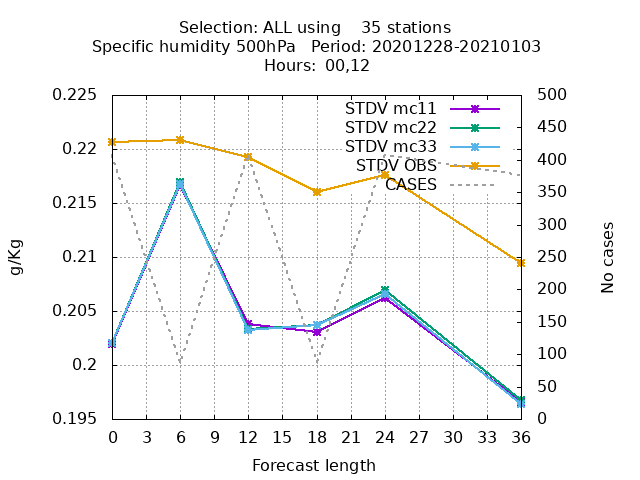 Selection: ALL using    35 stations
Specific humidity 500hPa   Period: 20201228-20210103
Hours: 00,12
0.225
0.22
0.215
0.21
0.205
0.2
0.195
g/Kg
STDV mc11
STDV mc22
STDV mc33
STDV OBS
CASES
500
450
400
350
300
250
200
150
100
50
0
No cases
0 3 6 9 12 15 18 21 24 27 30 33 36
Forecast length